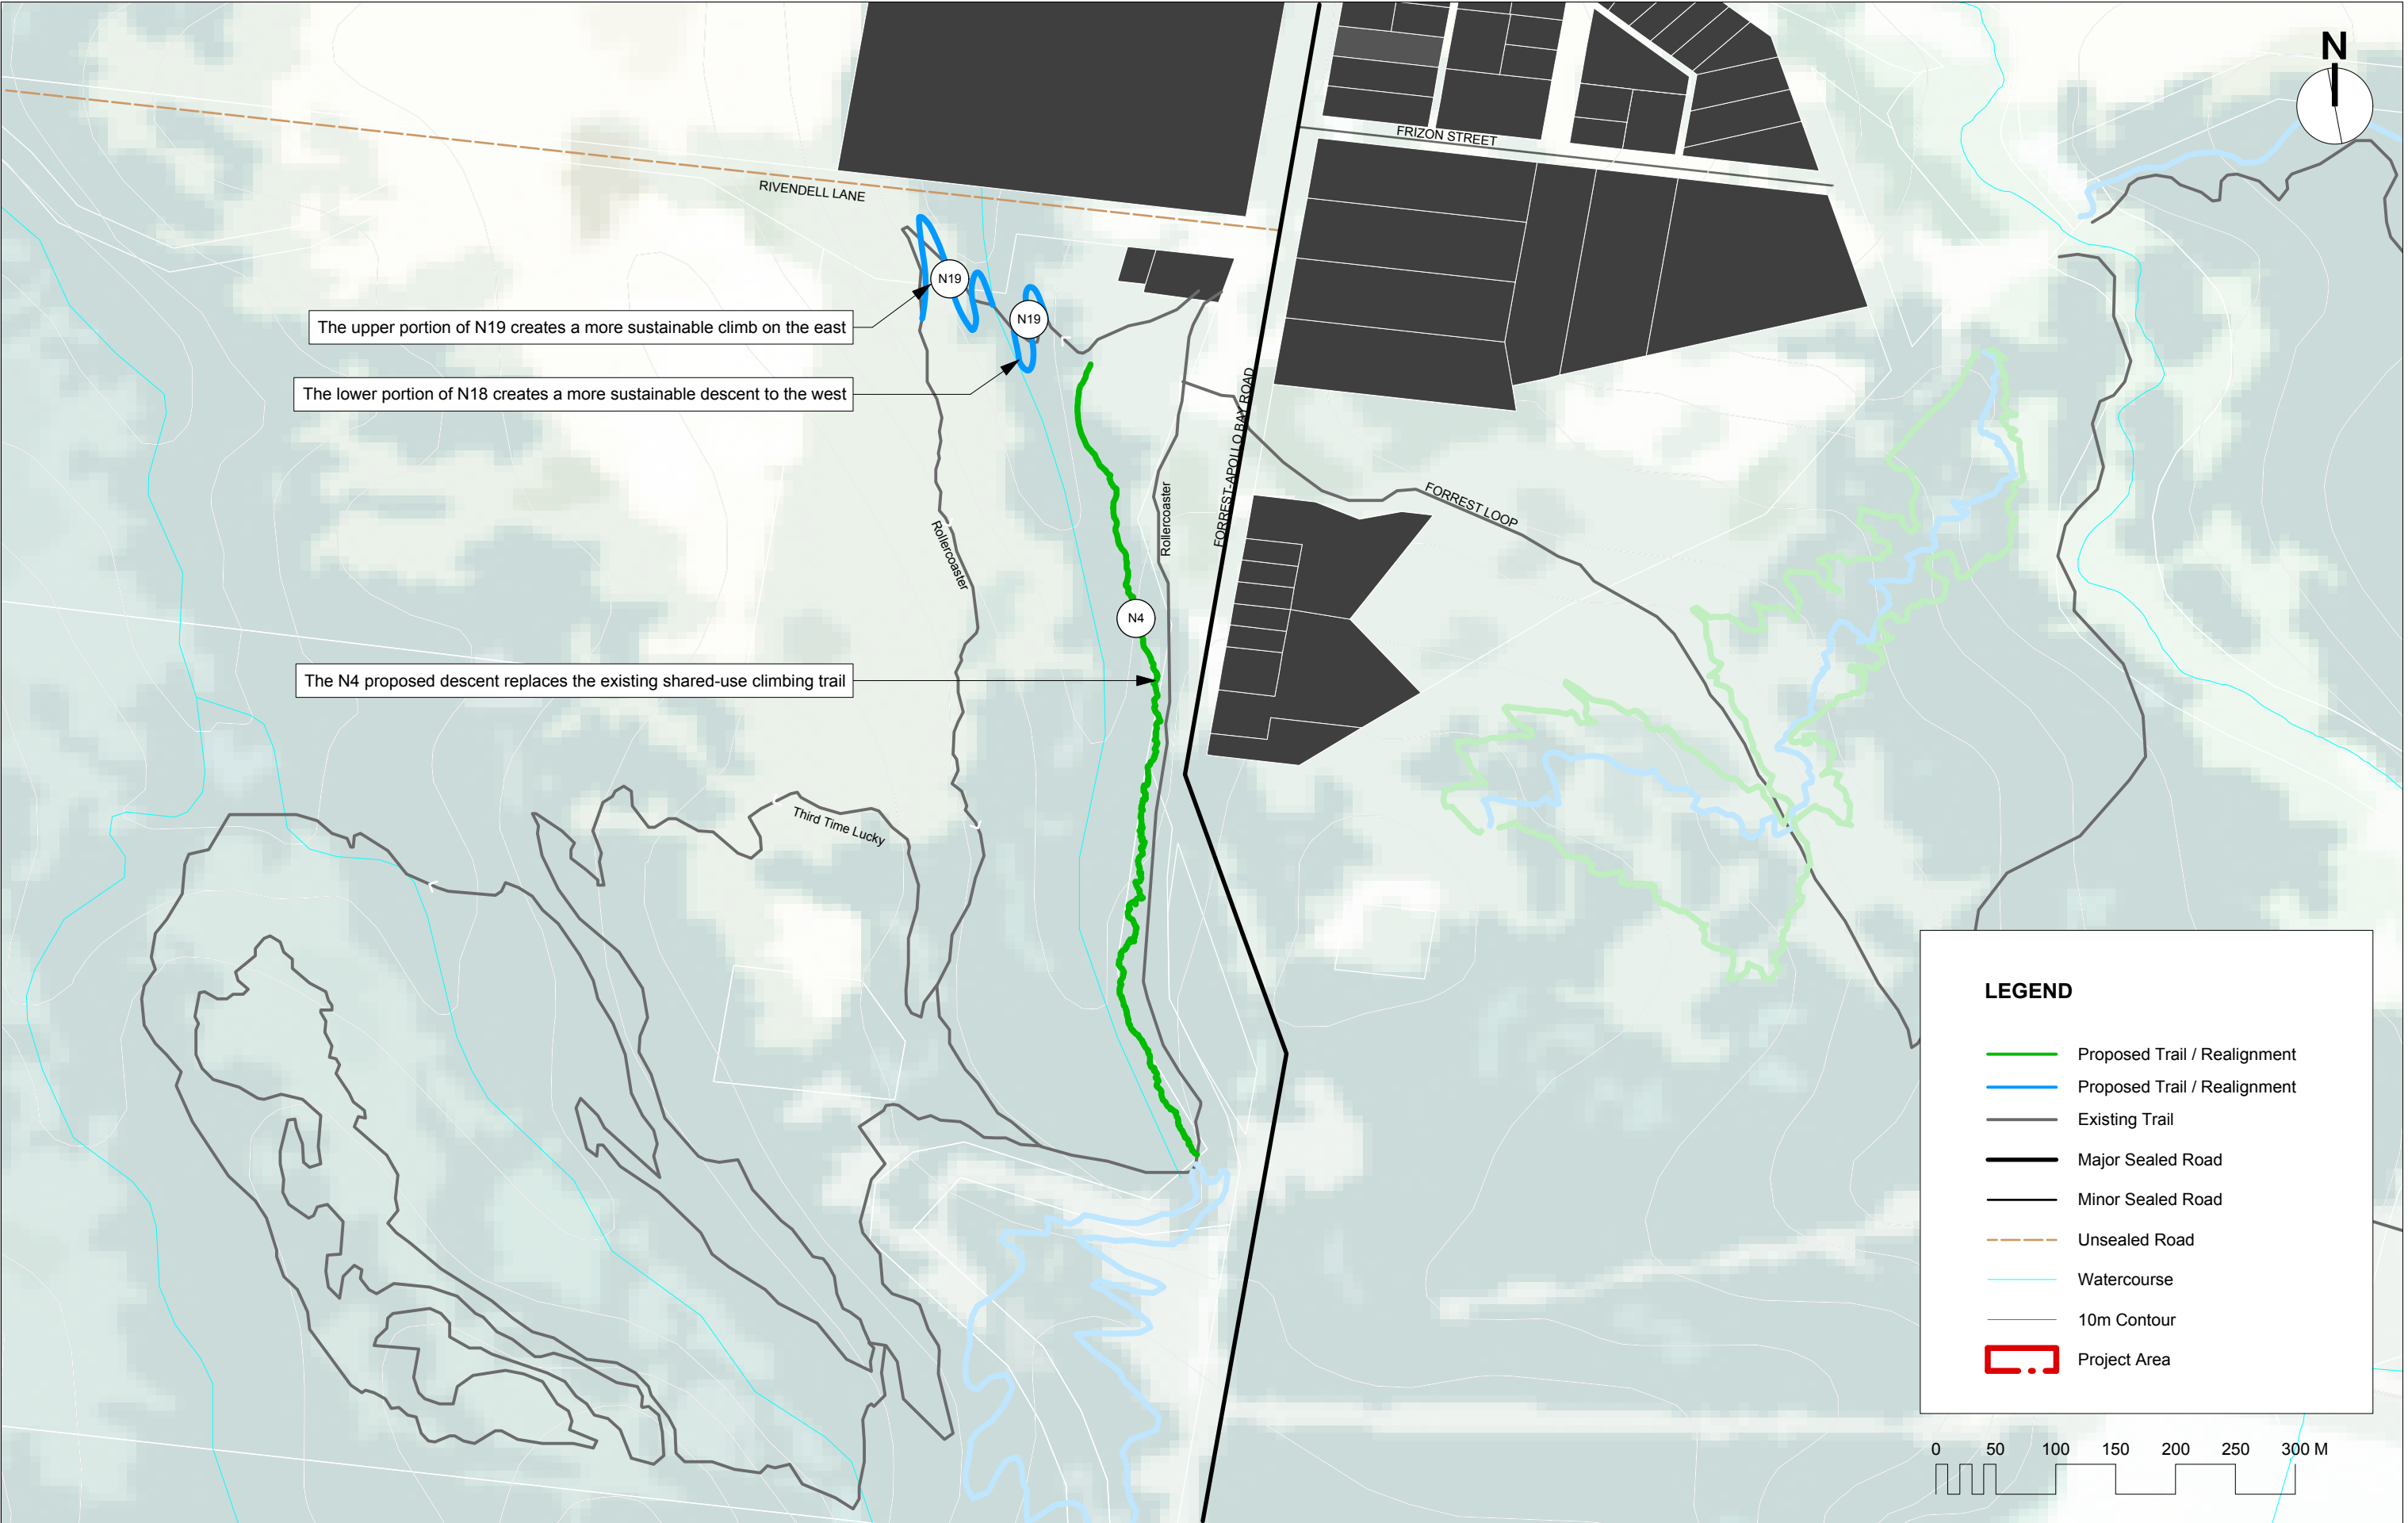 N
FRIZON STREET
RIVENDELL LANE
N19
The upper portion of N19 creates a more sustainable climb on the east
N19
The lower portion of N18 creates a more sustainable descent to the west
FORREST-APOLLO BAY ROAD
FORREST LOOP
Rollercoaster
Rollercoaster
N4
The N4 proposed descent replaces the existing shared-use climbing trail
Third Time Lucky
LEGEND
Proposed Trail / Realignment
Proposed Trail / Realignment
Existing Trail
Major Sealed Road
Minor Sealed Road
Unsealed Road
Watercourse
10m Contour
Project Area
0 50 100 150 200 250 300 M